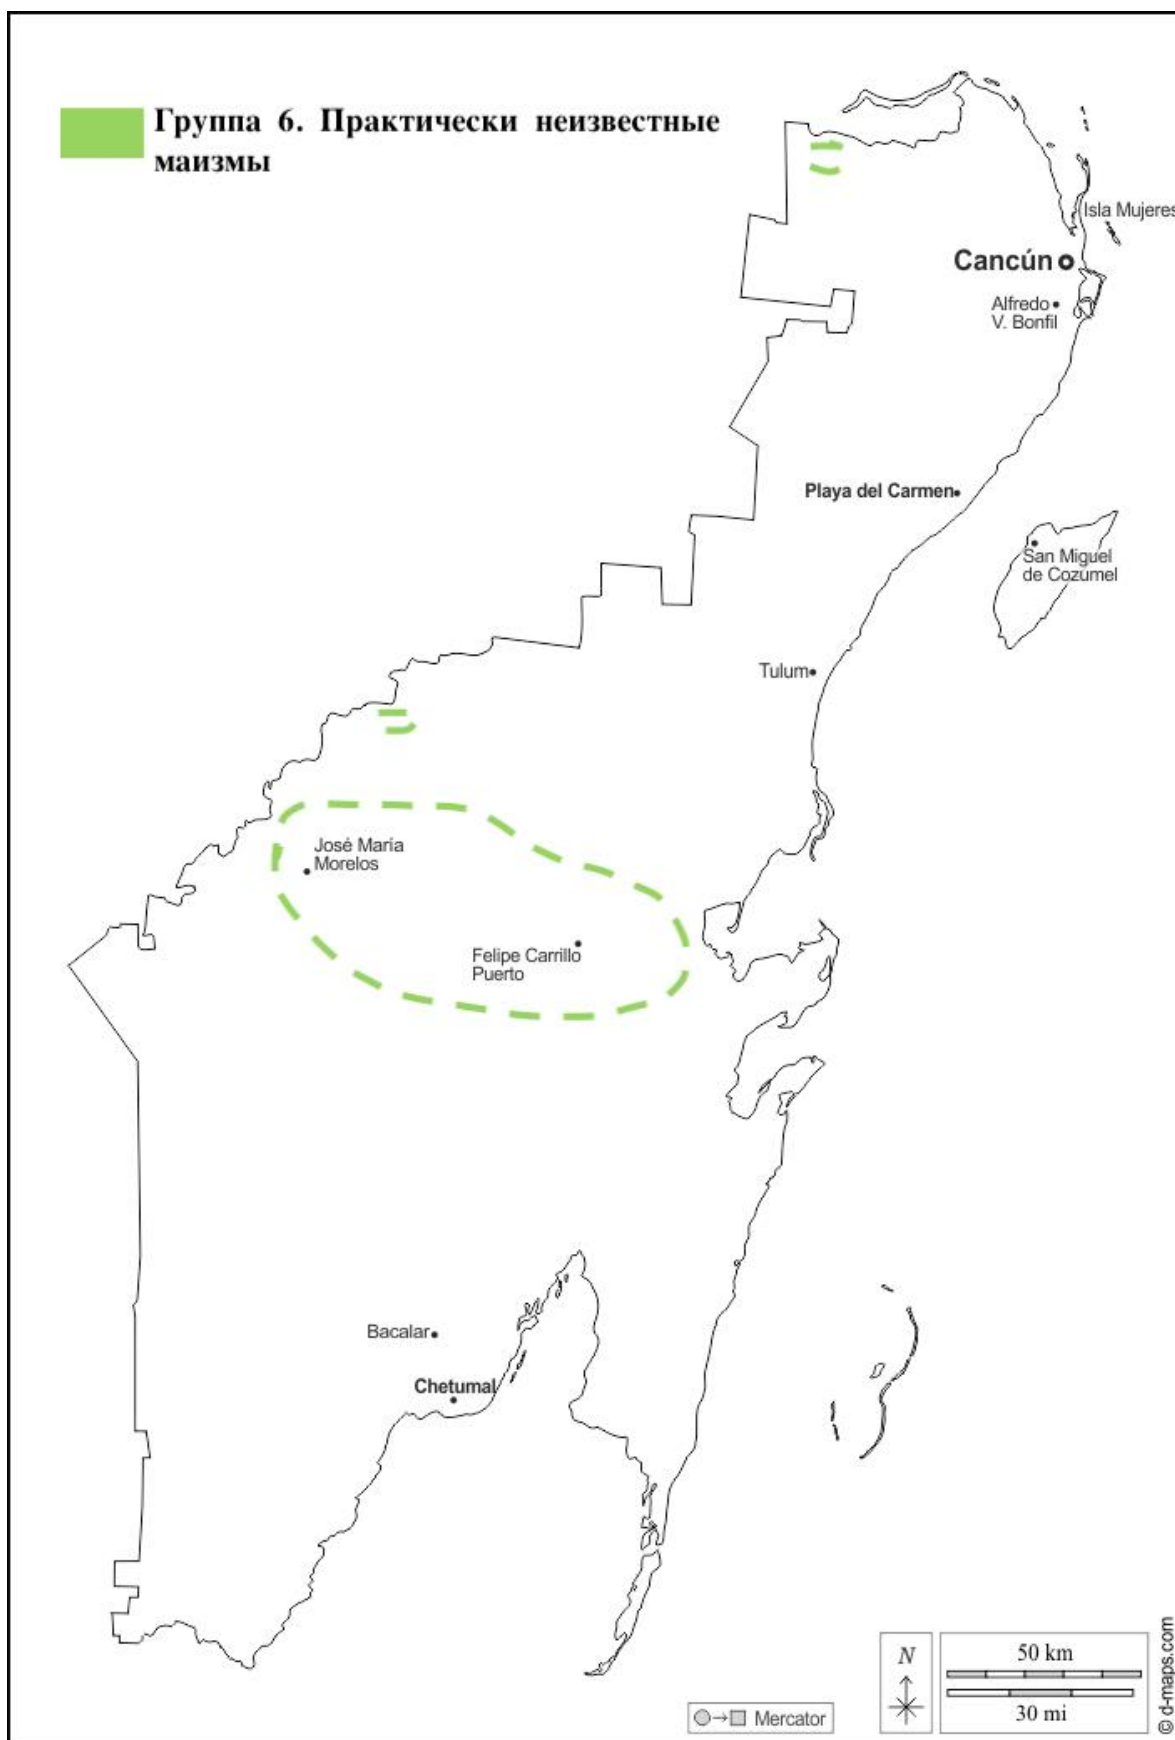 Группа 6. Практически неизвестные
маизмы
Isla Mujeres
Cancún
Alfredo
V. Bonfil
Playa del Carmen
San Miguel
de Cozumel
Tulum
José María
Morelos
Felipe Carrillo
Puerto
Bacalar
Chetumal
N
50 km
30 mi
Mercator
© d-maps.com